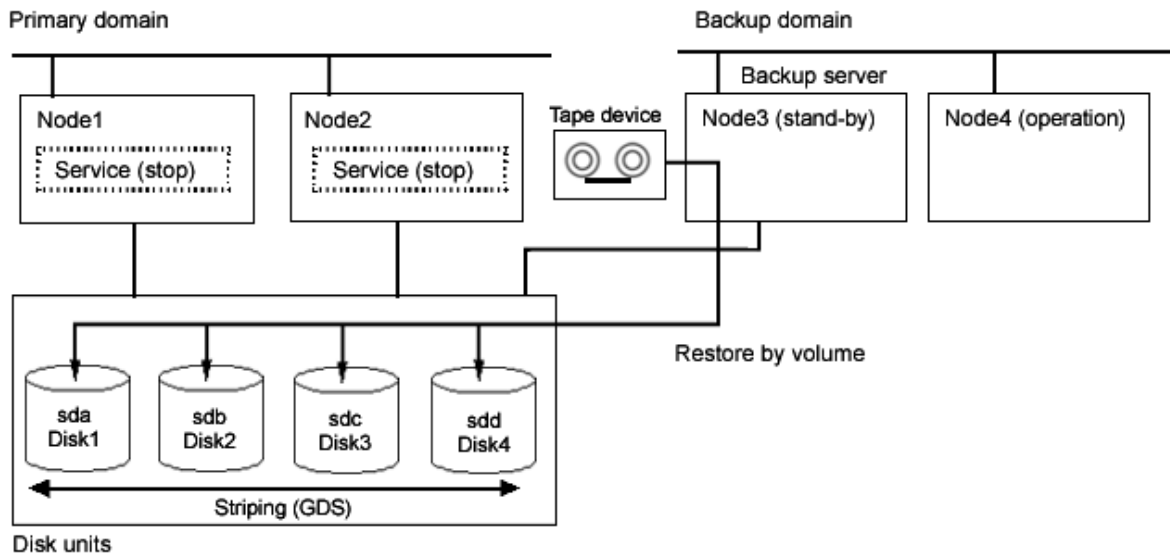 Primary domain
Backup domain
Backup server
Node1
Service (stop)
Node2
Service (stop)
Tape device
Node3 (stand-by)
Node4 (operation)
Restore by volume
sda
Disk1
sdb
Disk2
sdc
Disk3
sdd
Disk4
Striping (GDS)
Disk units